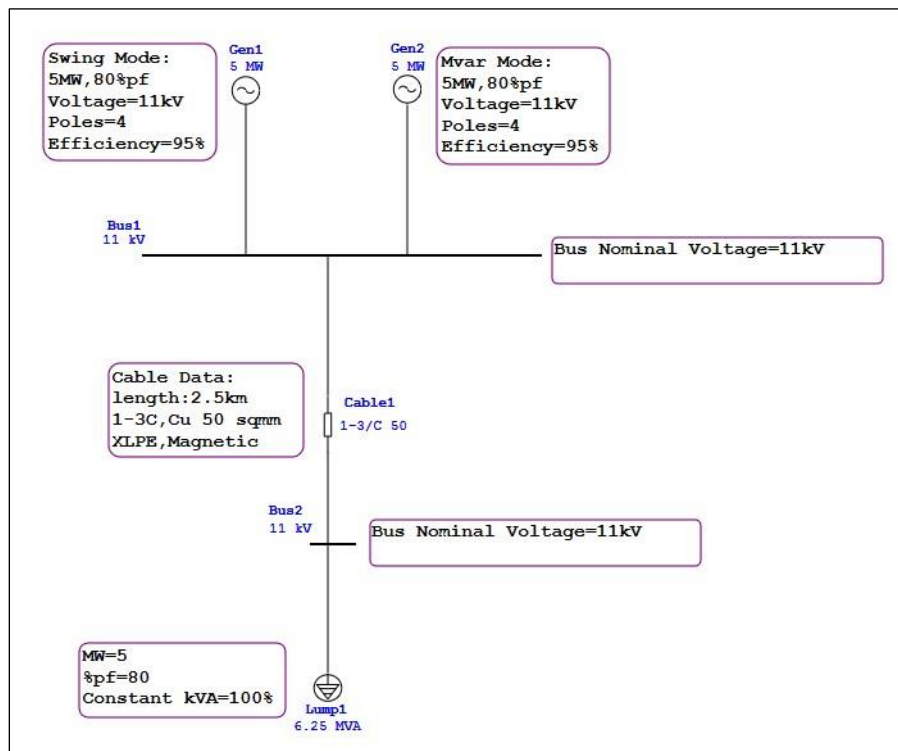 Gen1
5 MW
Gen2
5 MW
Swing Mode:
5MW,80%pf
Voltage=11kV
Poles=4
Efficiency=95%
Mvar Mode:
5MW,80%pf
Voltage=11kV
Poles=4
Efficiency=95%
Bus1
11 kV
Bus Nominal Voltage=11kV
Cable Data:
length:2.5km
1-3C,Cu 50 sqmm
XLPE,Magnetic
Cable1
1-3/C 50
Bus2
11 kV
Bus Nominal Voltage=11kV
MW=5
%pf=80
Constant kVA=100%
Lump1
6.25 MVA